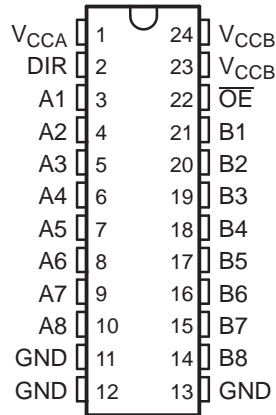 VCCA 1 24 VCCB
DIR 2 23 VCCB
A1 3 22 O̅E̅
A2 4 21 B1
A3 5 20 B2
A4 6 19 B3
A5 7 18 B4
A6 8 17 B5
A7 9 16 B6
A8 10 15 B7
GND 11 14 B8
GND 12 13 GND